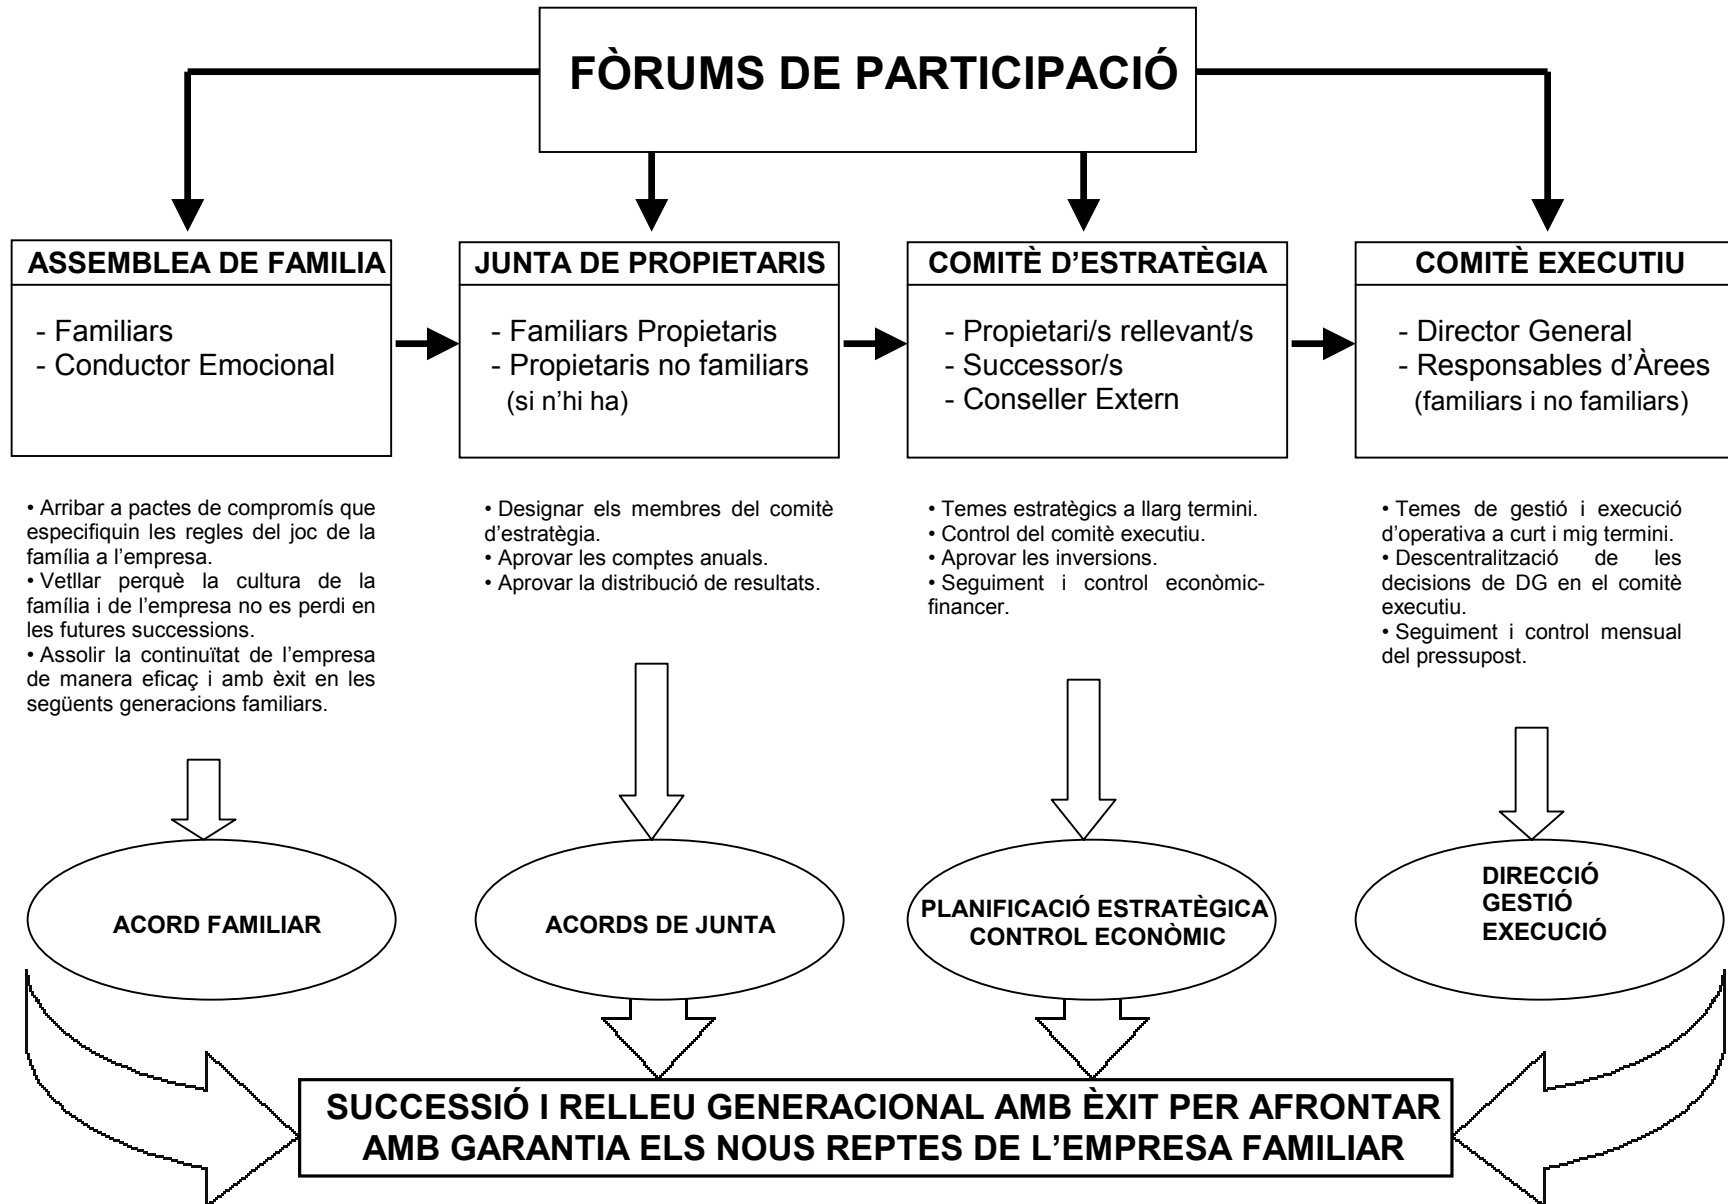 FÒRUMS DE PARTICIPACIÓ
ASSEMBLEA DE FAMILIA
- Familiars
- Conductor Emocional
JUNTA DE PROPIETARIS
- Familiars Propietaris
- Propietaris no familiars
(si n’hi ha)
COMITÈ D’ESTRATÈGIA
- Propietari/s rellevant/s
- Successor/s
- Conseller Extern
COMITÈ EXECUTIU
- Director General
- Responsables d’Àrees
(familiars i no familiars)
• Arribar a pactes de compromís que
especifiquin les regles del joc de la
família a l’empresa.
• Vetllar perquè la cultura de la
família i de l’empresa no es perdi en
les futures successions.
• Assolir la continuïtat de l’empresa
de manera eficaç i amb èxit en les
següents generacions familiars.
• Designar els membres del comitè
d’estratègia.
• Aprovar les comptes anuals.
• Aprovar la distribució de resultats.
• Temes estratègics a llarg termini.
• Control del comitè executiu.
• Aprovar les inversions.
• Seguiment i control econòmic-
financer.
• Temes de gestió i execució
d’operativa a curt i mig termini.
• Descentralització de les
decisions de DG en el comitè
executiu.
• Seguiment i control mensual
del pressupost.
ACORD FAMILIAR
ACORDS DE JUNTA
PLANIFICACIÓ ESTRATÈGICA
CONTROL ECONÒMIC
DIRECCIÓ
GESTIÓ
EXECUCIÓ
SUCCESSIÓ I RELLEU GENERACIONAL AMB ÈXIT PER AFRONTAR
AMB GARANTIA ELS NOUS REPTES DE L’EMPRESA FAMILIAR